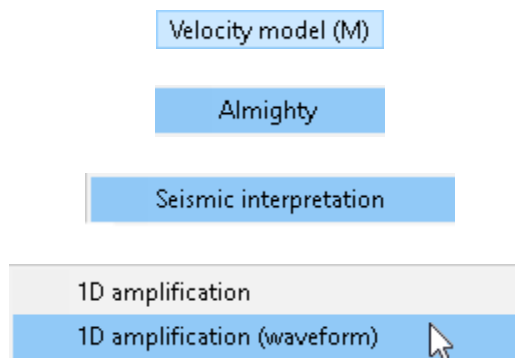 Velocity model (M)
Almighty
Seismic interpretation
1D amplification
1D amplification (waveform)